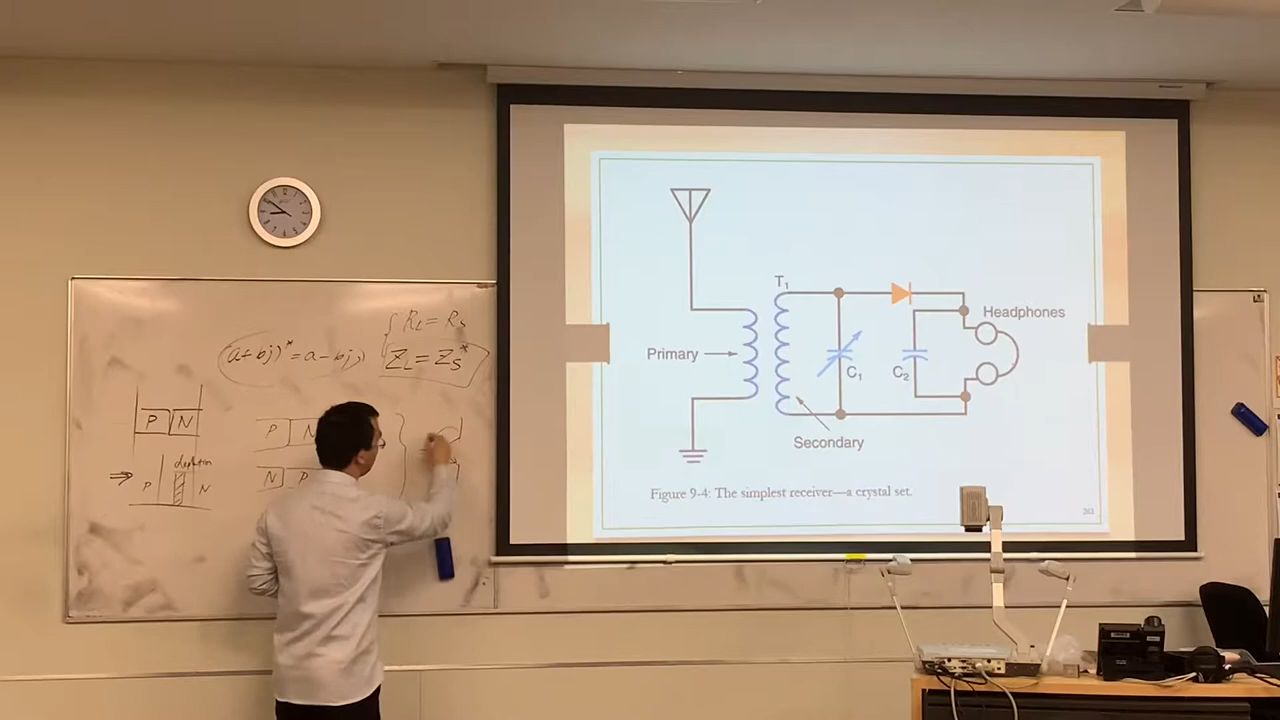 R_L = R_s
(a+bj)* = a-bj)
Z_L = Z_s*
P N
P N
N P
depletion
⇒ P N
T1
Primary
Headphones
C1
C2
Secondary
Figure 9-4: The simplest receiver—a crystal set.